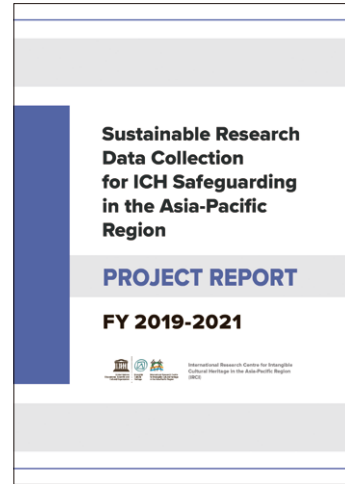 Sustainable Research
Data Collection
for ICH Safeguarding
in the Asia-Pacific
Region
PROJECT REPORT
FY 2019-2021
International Research Centre for Intangible
Cultural Heritage in the Asia-Pacific Region
(IRCI)